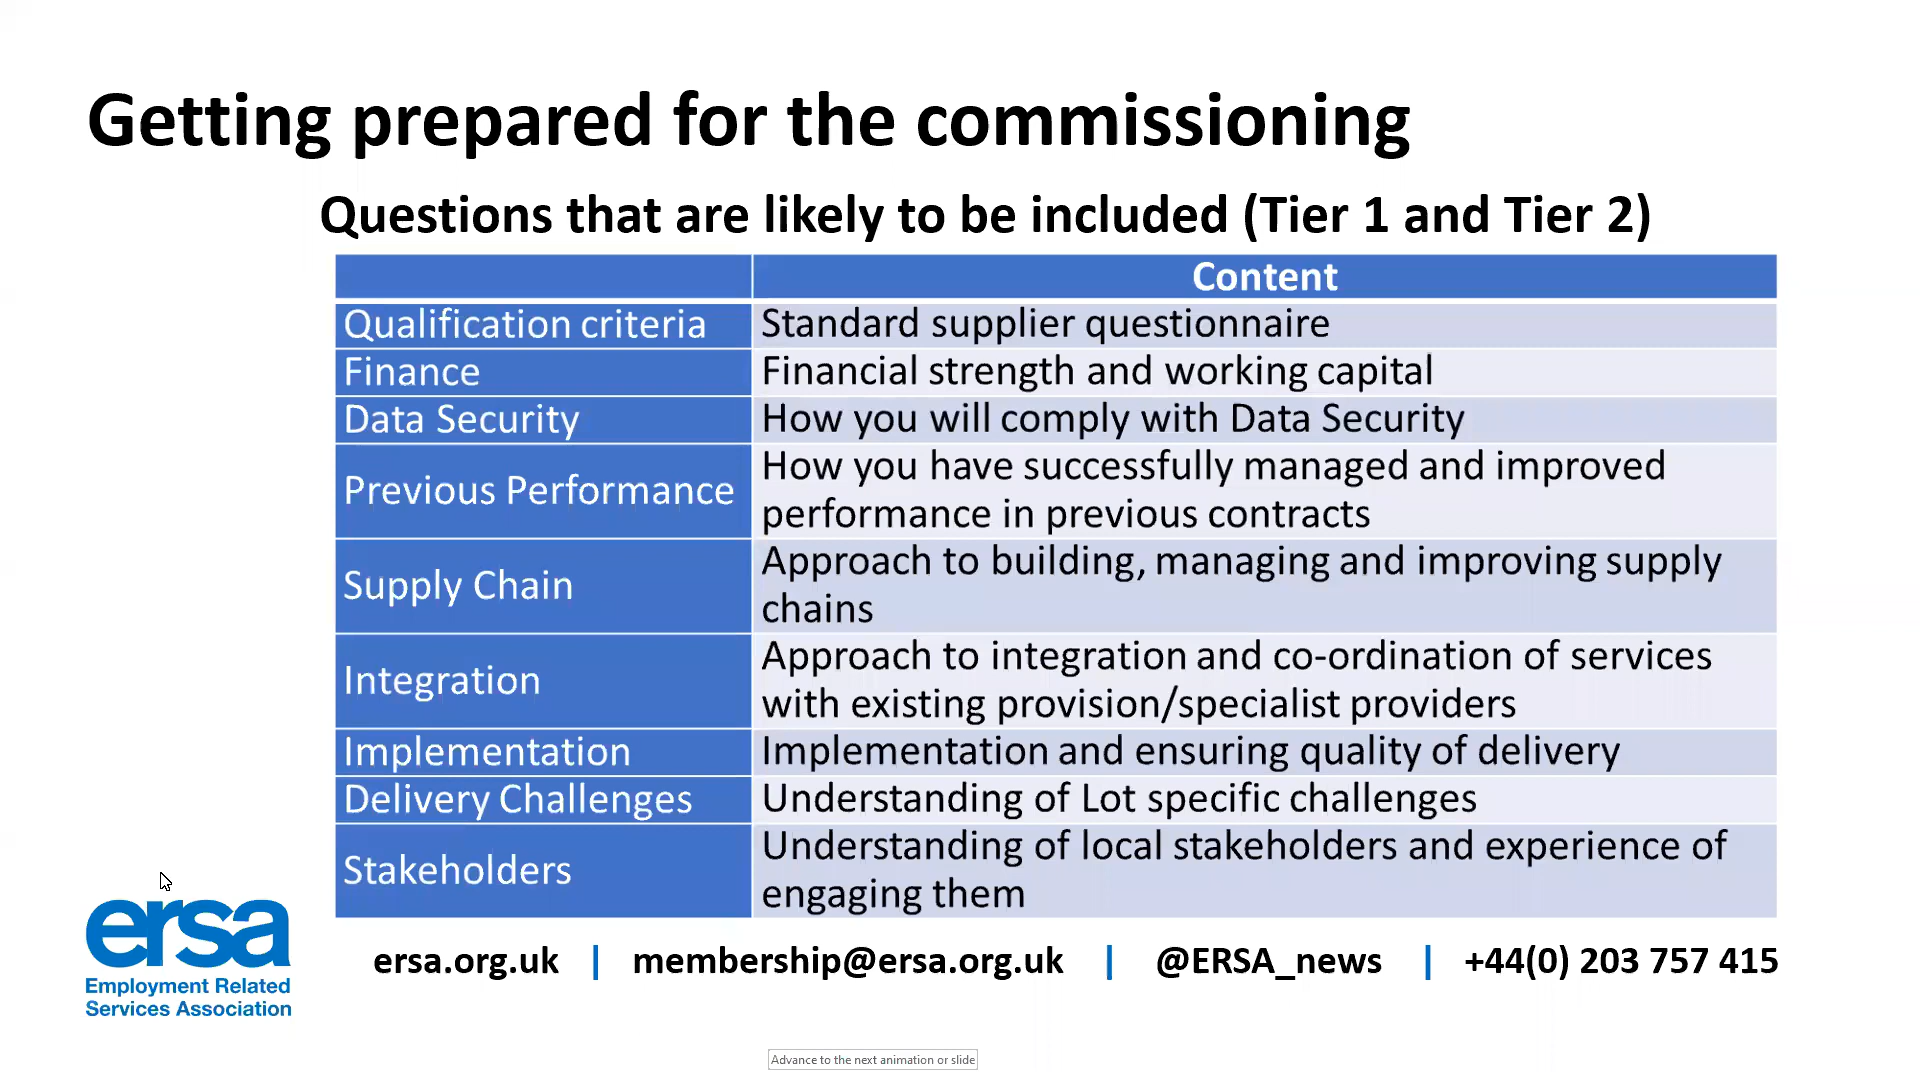 Getting prepared for the commissioning
Questions that are likely to be included (Tier 1 and Tier 2)
Content
Qualification criteria
Standard supplier questionnaire
Finance
Financial strength and working capital
Data Security
How you will comply with Data Security
Previous Performance
How you have successfully managed and improved
performance in previous contracts
Supply Chain
Approach to building, managing and improving supply
chains
Integration
Approach to integration and co-ordination of services
with existing provision/specialist providers
Implementation
Implementation and ensuring quality of delivery
Delivery Challenges
Understanding of Lot specific challenges
Stakeholders
Understanding of local stakeholders and experience of
engaging them
ersa
Employment Related
Services Association
ersa.org.uk | membership@ersa.org.uk | @ERSA_news | +44(0) 203 757 415
Advance to the next animation or slide